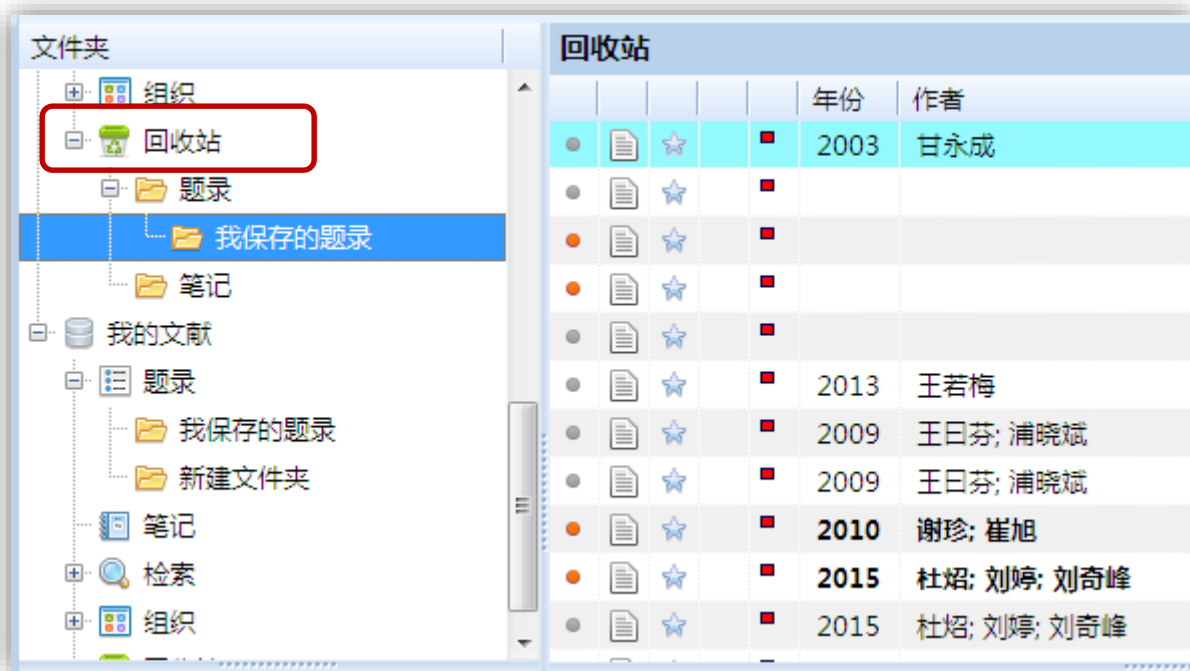 文件夹
组织
回收站
题录
我保存的题录
笔记
我的文献
题录
我保存的题录
新建文件夹
笔记
检索
组织
回收站
年份 作者
2003 甘永成
2013 王若梅
2009 王曰芬; 浦晓斌
2009 王曰芬; 浦晓斌
2010 谢珍; 崔旭
2015 杜炤; 刘婷; 刘奇峰
2015 杜炤; 刘婷; 刘奇峰